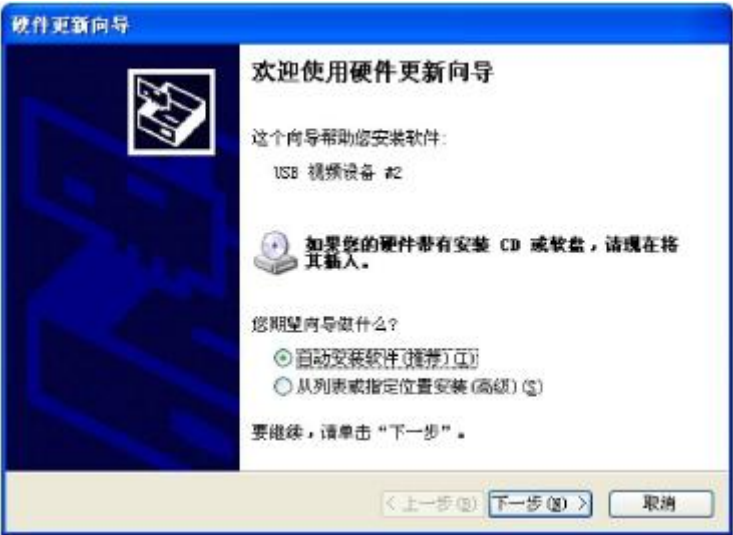 硬件更新向导
欢迎使用硬件更新向导
这个向导帮助您安装软件:
USB 视频设备 #2
如果您的硬件带有安装 CD 或软盘，请现在将
其插入。
您期望向导做什么?
自动安装软件(推荐)(I)
从列表或指定位置安装(高级)(S)
要继续，请单击“下一步”。
< 上一步(B) 下一步(N) > 取消